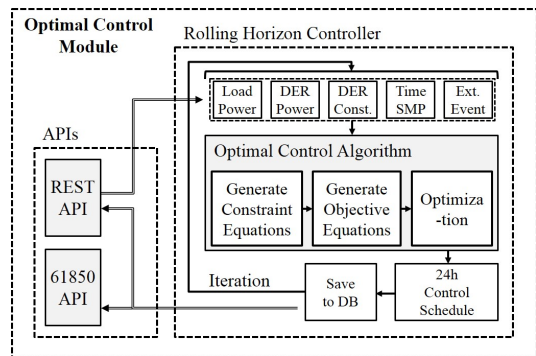 Optimal Control
Module
Rolling Horizon Controller
Load
Power
DER
Power
DER
Const.
Time
SMP
Ext.
Event
APIs
REST
API
61850
API
Optimal Control Algorithm
Generate
Constraint
Equations
Generate
Objective
Equations
Optimiza
-tion
Iteration
Save
to DB
24h
Control
Schedule